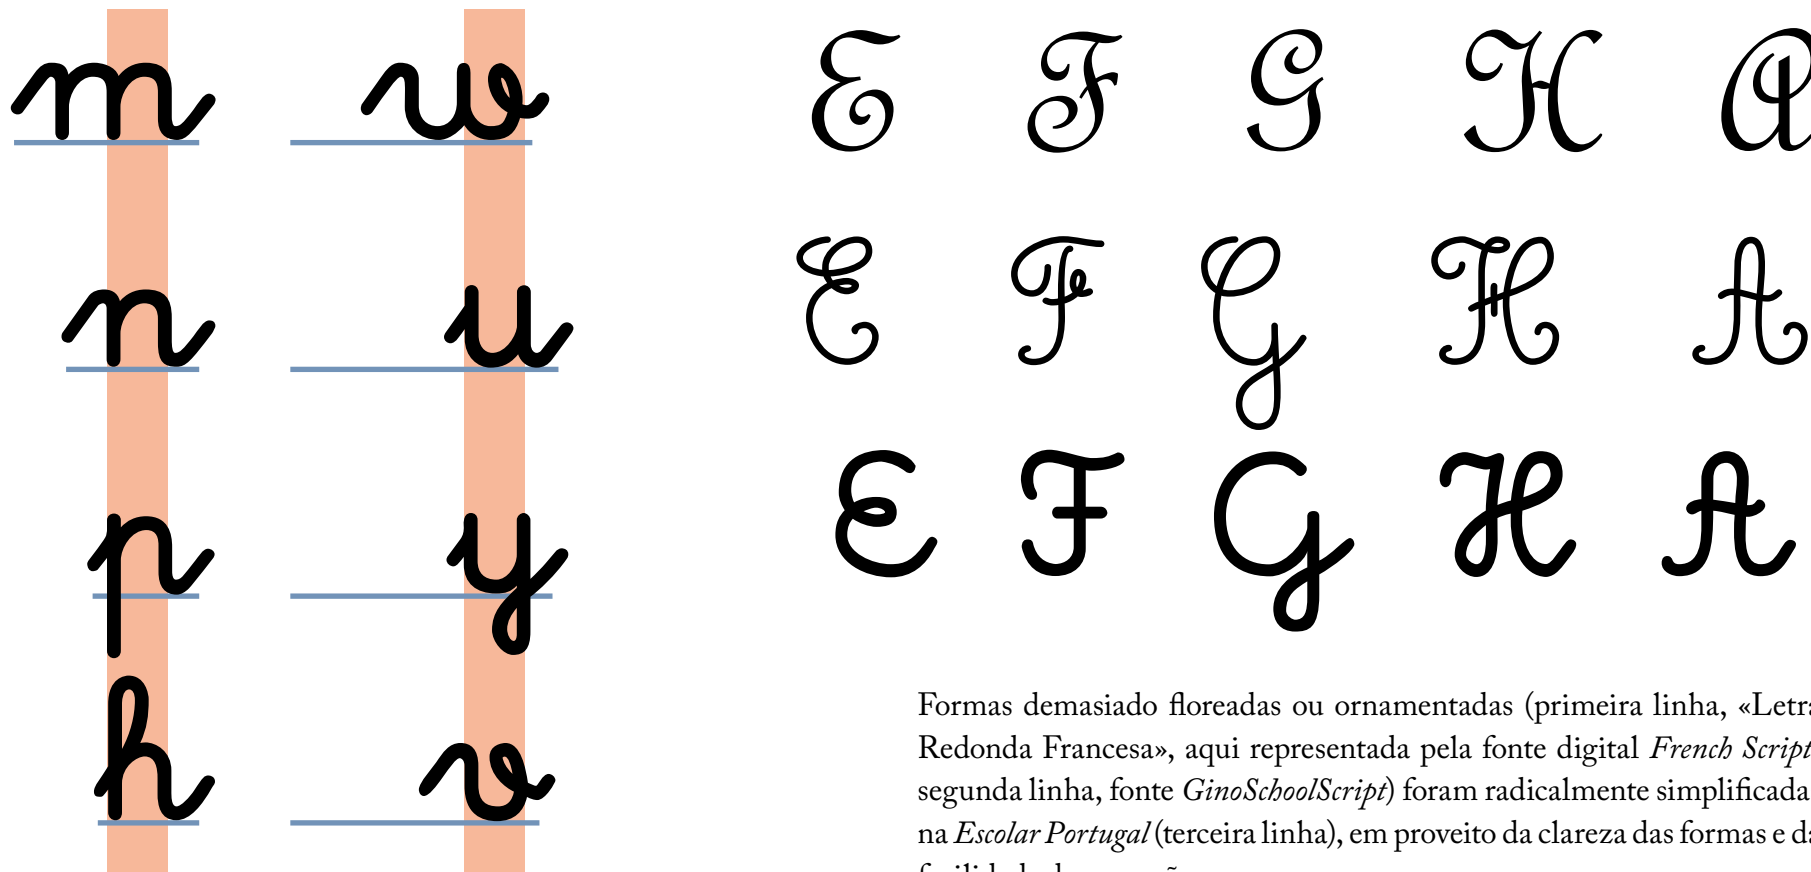 m w
n u
p y
h v
E F G H A
E F G H A
E F G H A
Formas demasiado floreadas ou ornamentadas (primeira linha, «Letra
Redonda Francesa», aqui representada pela fonte digital French Script
segunda linha, fonte GinoSchoolScript) foram radicalmente simplificada
na Escolar Portugal (terceira linha), em proveito da clareza das formas e da